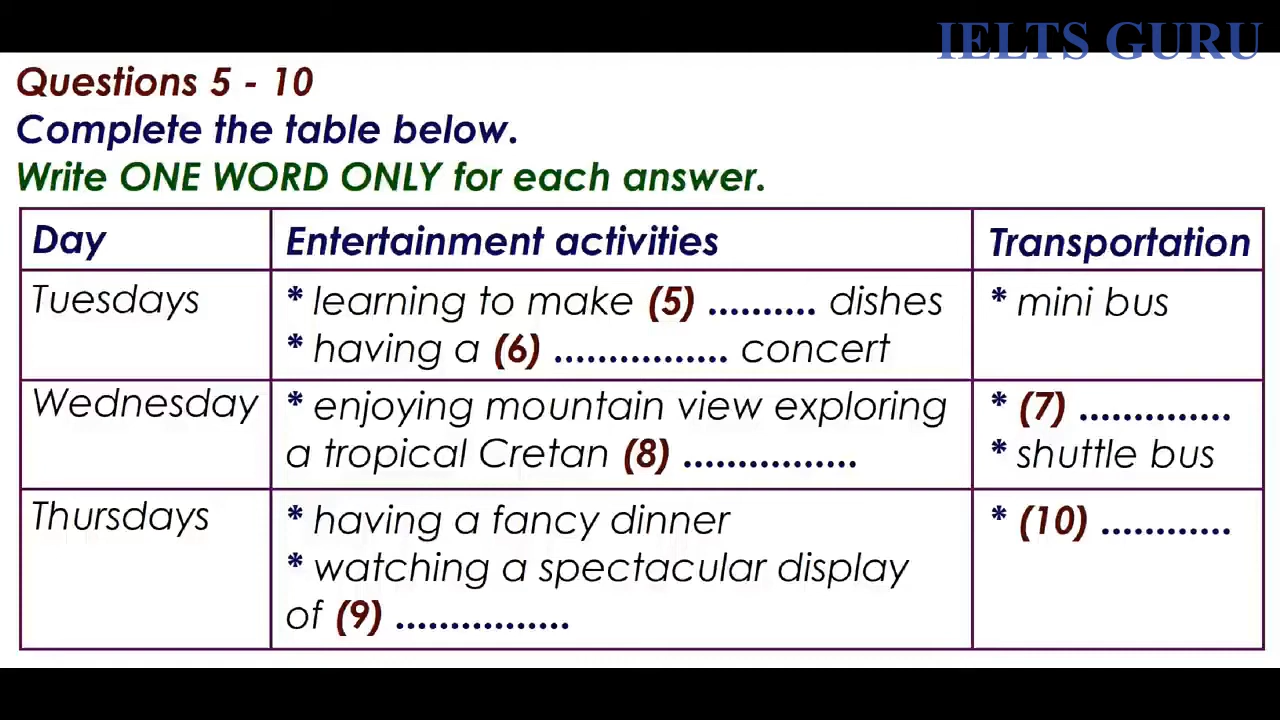 IELTS GURU
Questions 5 - 10
Complete the table below.
Write ONE WORD ONLY for each answer.
Day Entertainment activities Transportation
Tuesdays * learning to make (5) .......... dishes * mini bus
* having a (6) ................ concert
Wednesday * enjoying mountain view exploring * (7) ..............
a tropical Cretan (8) ................ * shuttle bus
Thursdays * having a fancy dinner * (10) ............
* watching a spectacular display
of (9) ................